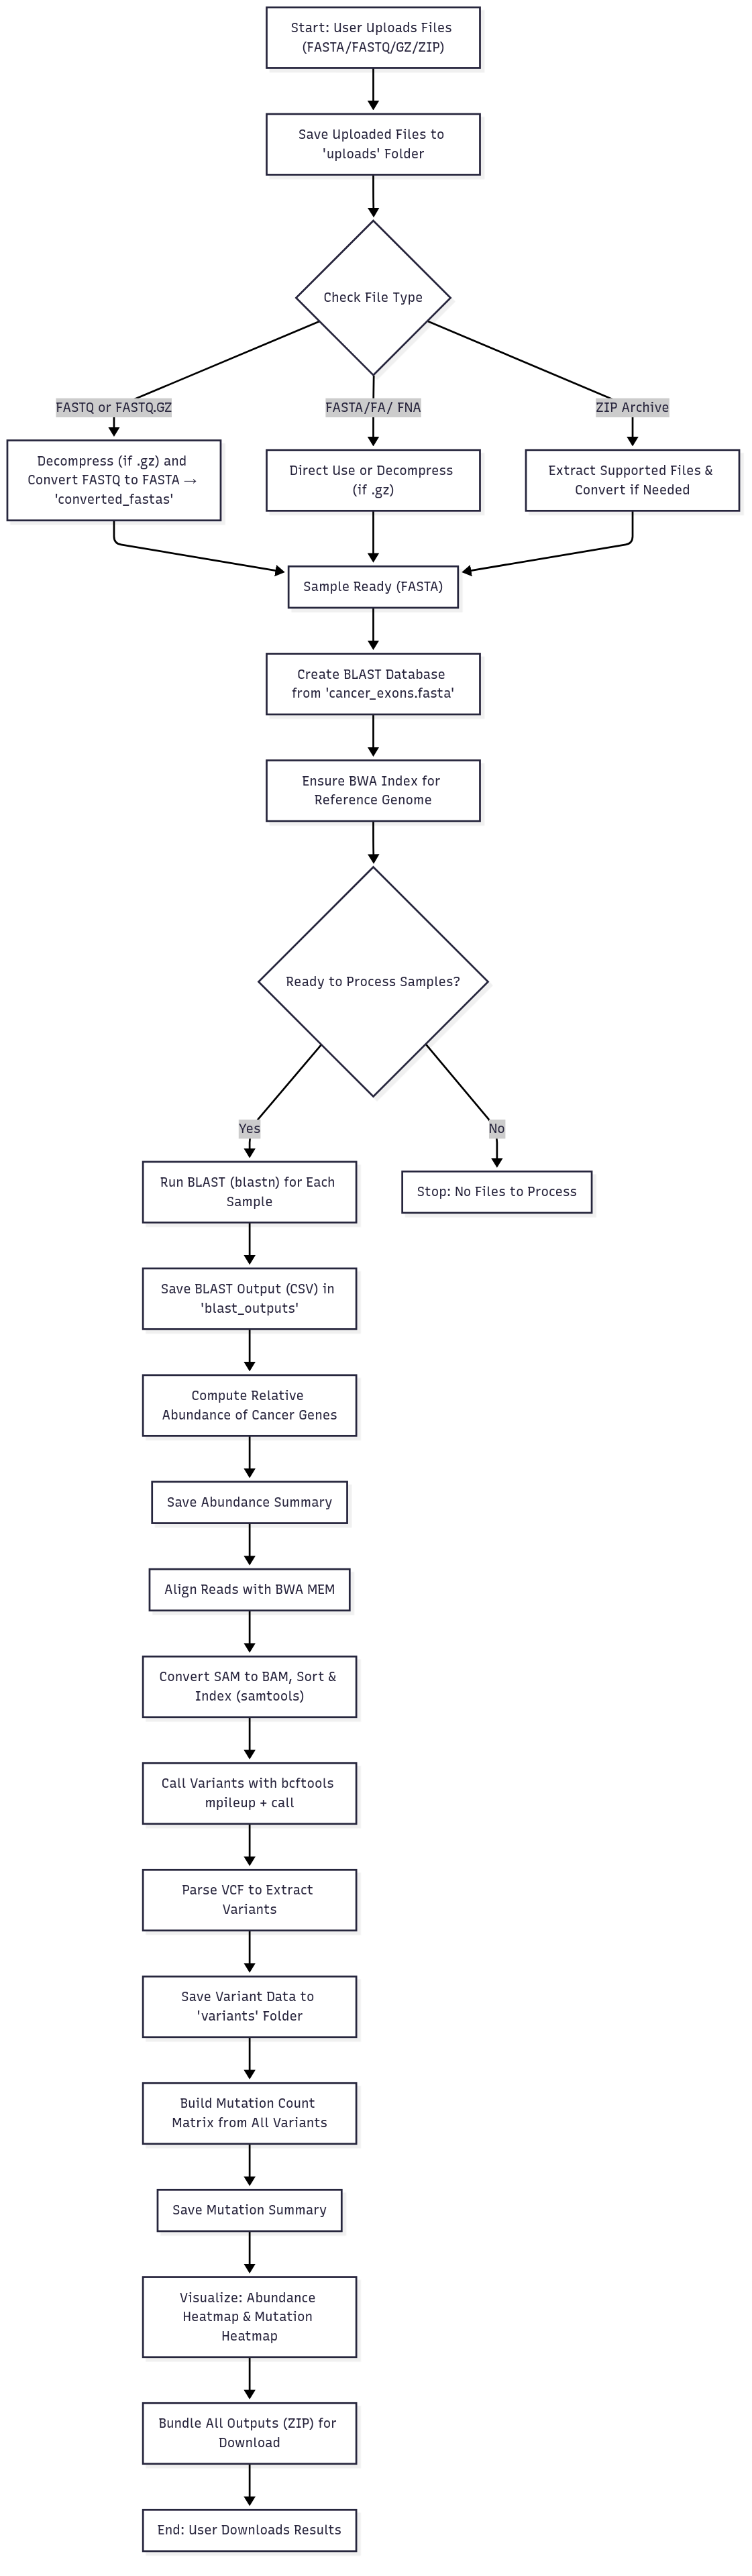 Start: User Uploads Files
(FASTA/FASTQ/GZ/ZIP)
Save Uploaded Files to
'uploads' Folder
Check File Type
FASTQ or FASTQ.GZ
FASTA/FA/ FNA
ZIP Archive
Decompress (if .gz) and
Convert FASTQ to FASTA →
'converted_fastas'
Direct Use or Decompress
(if .gz)
Extract Supported Files &
Convert if Needed
Sample Ready (FASTA)
Create BLAST Database
from 'cancer_exons.fasta'
Ensure BWA Index for
Reference Genome
Ready to Process Samples?
Yes
No
Run BLAST (blastn) for Each
Sample
Stop: No Files to Process
Save BLAST Output (CSV) in
'blast_outputs'
Compute Relative
Abundance of Cancer Genes
Save Abundance Summary
Align Reads with BWA MEM
Convert SAM to BAM, Sort &
Index (samtools)
Call Variants with bcftools
mpileup + call
Parse VCF to Extract
Variants
Save Variant Data to
'variants' Folder
Build Mutation Count
Matrix from All Variants
Save Mutation Summary
Visualize: Abundance
Heatmap & Mutation
Heatmap
Bundle All Outputs (ZIP) for
Download
End: User Downloads Results